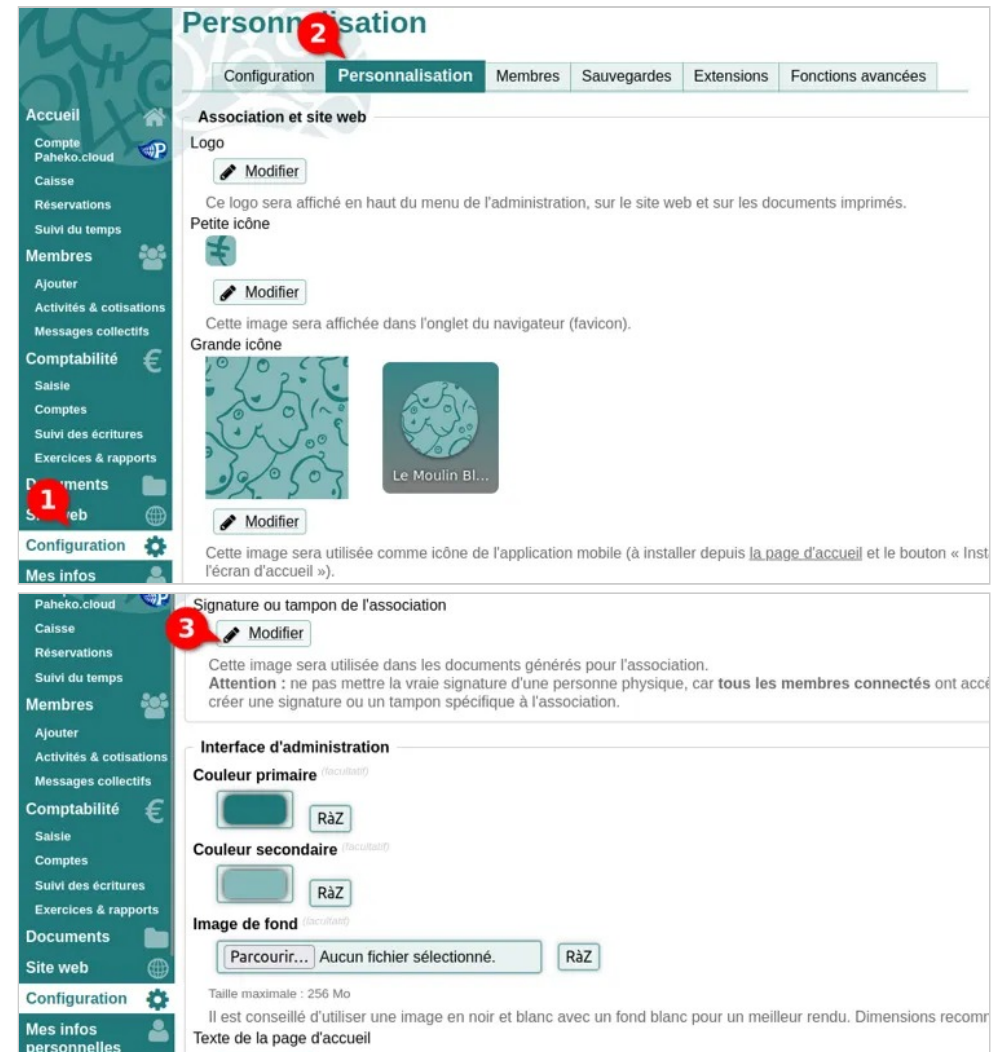 Personnalisation
2
Configuration Personnalisation Membres Sauvegardes Extensions Fonctions avancées
Accueil
Compte
Paheko.cloud
Caisse
Réservations
Suivi du temps
Membres
Ajouter
Activités & cotisations
Messages collectifs
Comptabilité €
Saisie
Comptes
Suivi des écritures
Exercices & rapports
Documents
1
Site web
Configuration
Mes infos
Association et site web
Logo
Modifier
Ce logo sera affiché en haut du menu de l'administration, sur le site web et sur les documents imprimés.
Petite icône
Modifier
Cette image sera affichée dans l'onglet du navigateur (favicon).
Grande icône
Le Moulin Bl...
Modifier
Cette image sera utilisée comme icône de l'application mobile (à installer depuis la page d'accueil et le bouton « Inst
l'écran d'accueil »).
Paheko.cloud
Caisse
Réservations
Suivi du temps
Membres
Ajouter
Activités & cotisations
Messages collectifs
Comptabilité €
Saisie
Comptes
Suivi des écritures
Exercices & rapports
Documents
Site web
Configuration
Mes infos
personnelles
Signature ou tampon de l'association
3
Modifier
Cette image sera utilisée dans les documents générés pour l'association.
Attention : ne pas mettre la vraie signature d'une personne physique, car tous les membres connectés ont accé
créer une signature ou un tampon spécifique à l'association.
Interface d'administration
Couleur primaire (facultatif)
RàZ
Couleur secondaire (facultatif)
RàZ
Image de fond (facultatif)
Parcourir... Aucun fichier sélectionné. RàZ
Taille maximale : 256 Mo
Il est conseillé d'utiliser une image en noir et blanc avec un fond blanc pour un meilleur rendu. Dimensions recomm
Texte de la page d'accueil